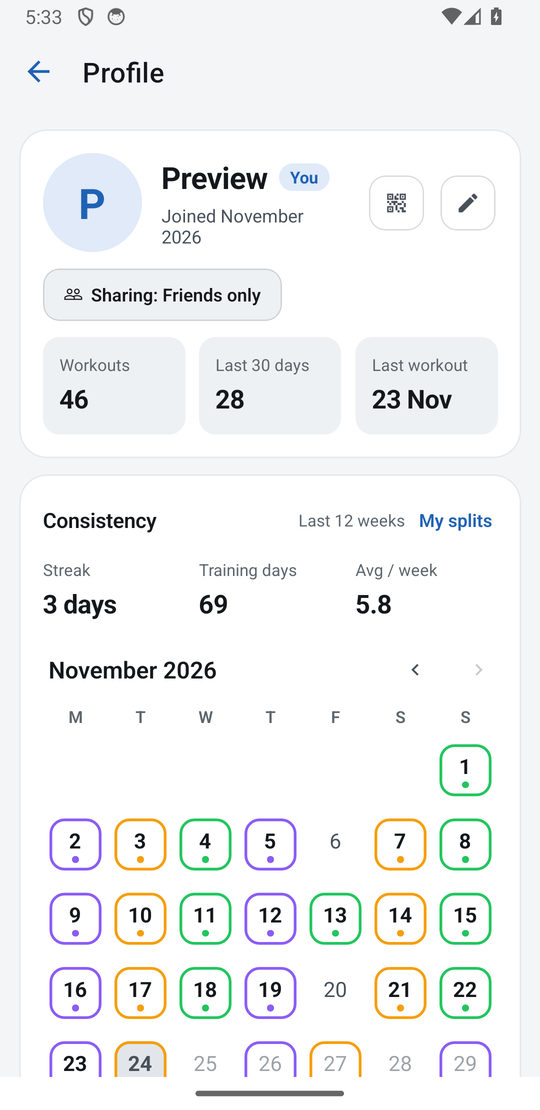 5:33
Profile
P
Preview You
Joined November
2026
Sharing: Friends only
Workouts Last 30 days Last workout
46 28 23 Nov
Consistency Last 12 weeks My splits
Streak Training days Avg / week
3 days 69 5.8
November 2026
M T W T F S S
1
2 3 4 5 6 7 8
9 10 11 12 13 14 15
16 17 18 19 20 21 22
23 24 25 26 27 28 29